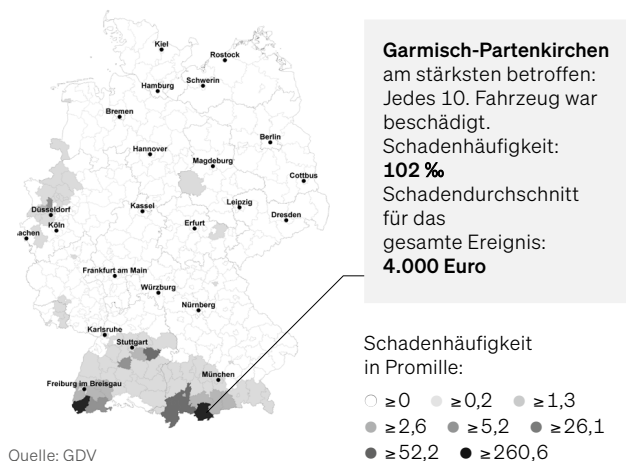 Kiel
Rostock
Schwerin
Hamburg
Bremen
Berlin
Hannover
Magdeburg
Cottbus
Düsseldorf
Köln
achen
Kassel
Leipzig
Erfurt
Dresden
Frankfurt am Main
Würzburg
Nürnberg
Karlsruhe
Stuttgart
München
Freiburg im Breisgau
Quelle: GDV
Garmisch-Partenkirchen
am stärksten betroffen:
Jedes 10. Fahrzeug war
beschädigt.
Schadenhäufigkeit:
102 ‰
Schadendurchschnitt
für das
gesamte Ereignis:
4.000 Euro
Schadenhäufigkeit
in Promille:
≥0 ≥0,2 ≥1,3
≥2,6 ≥5,2 ≥26,1
≥52,2 ≥260,6